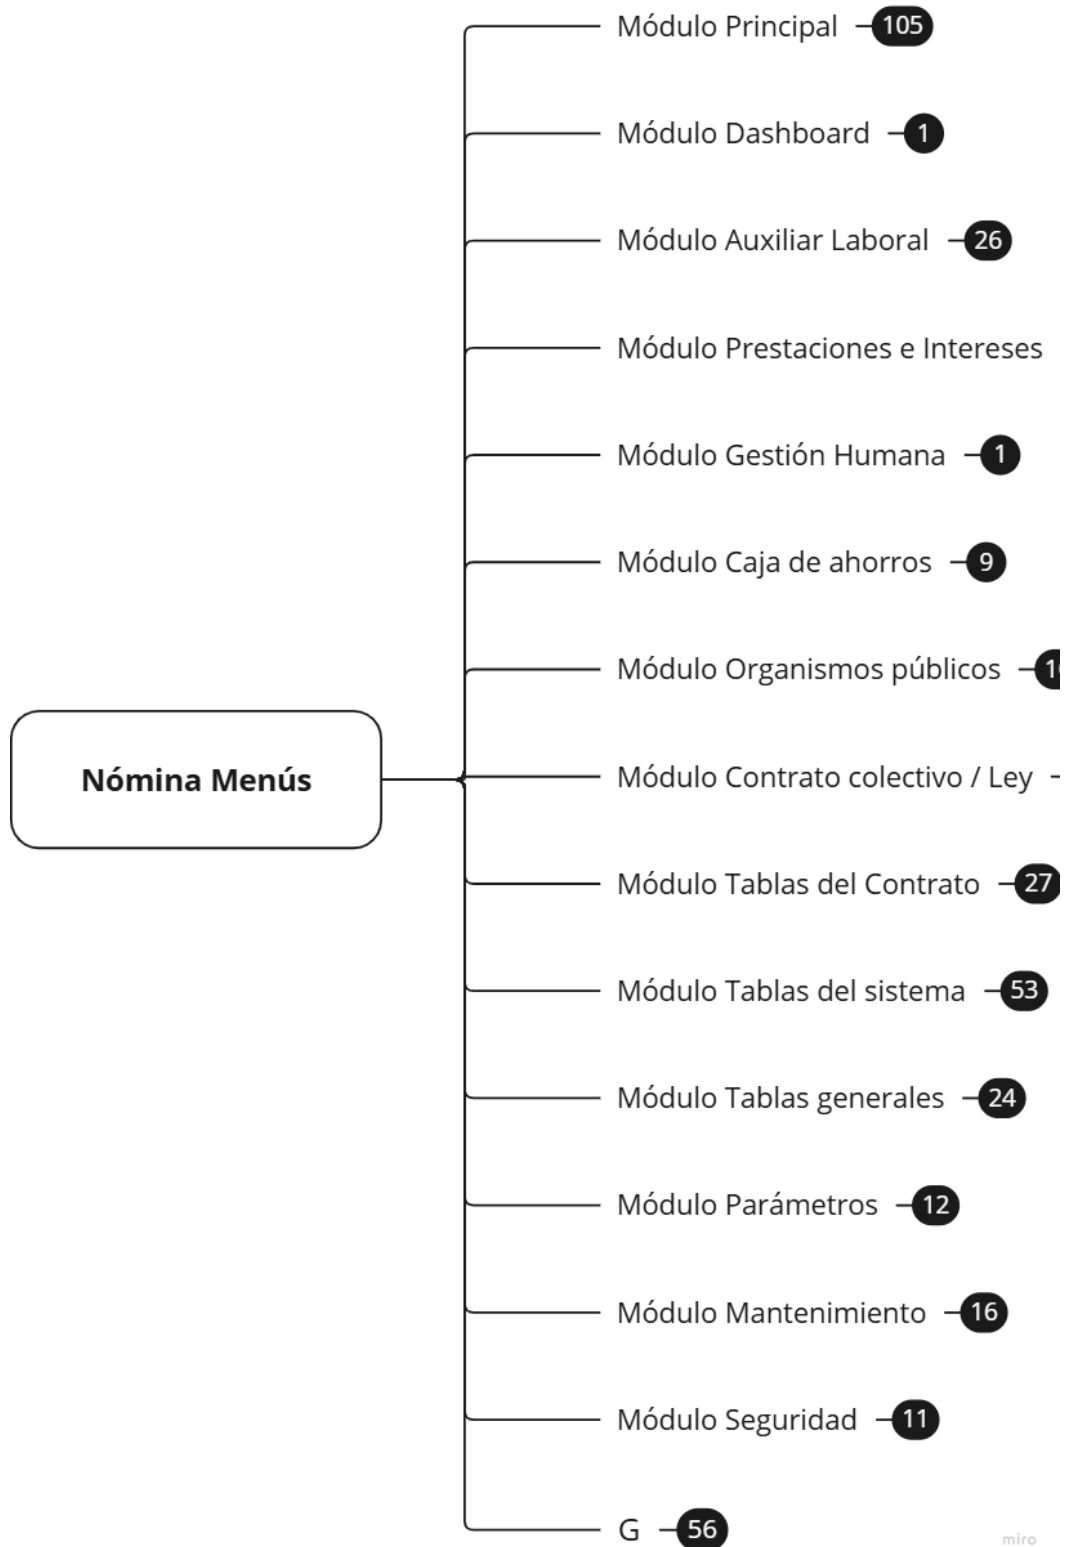 Módulo Principal 105
Módulo Dashboard 1
Módulo Auxiliar Laboral 26
Módulo Prestaciones e Intereses
Módulo Gestión Humana 1
Módulo Caja de ahorros 9
Módulo Organismos públicos
Nómina Menús
Módulo Contrato colectivo / Ley
Módulo Tablas del Contrato 27
Módulo Tablas del sistema 53
Módulo Tablas generales 24
Módulo Parámetros 12
Módulo Mantenimiento 16
Módulo Seguridad 11
G 56
miro